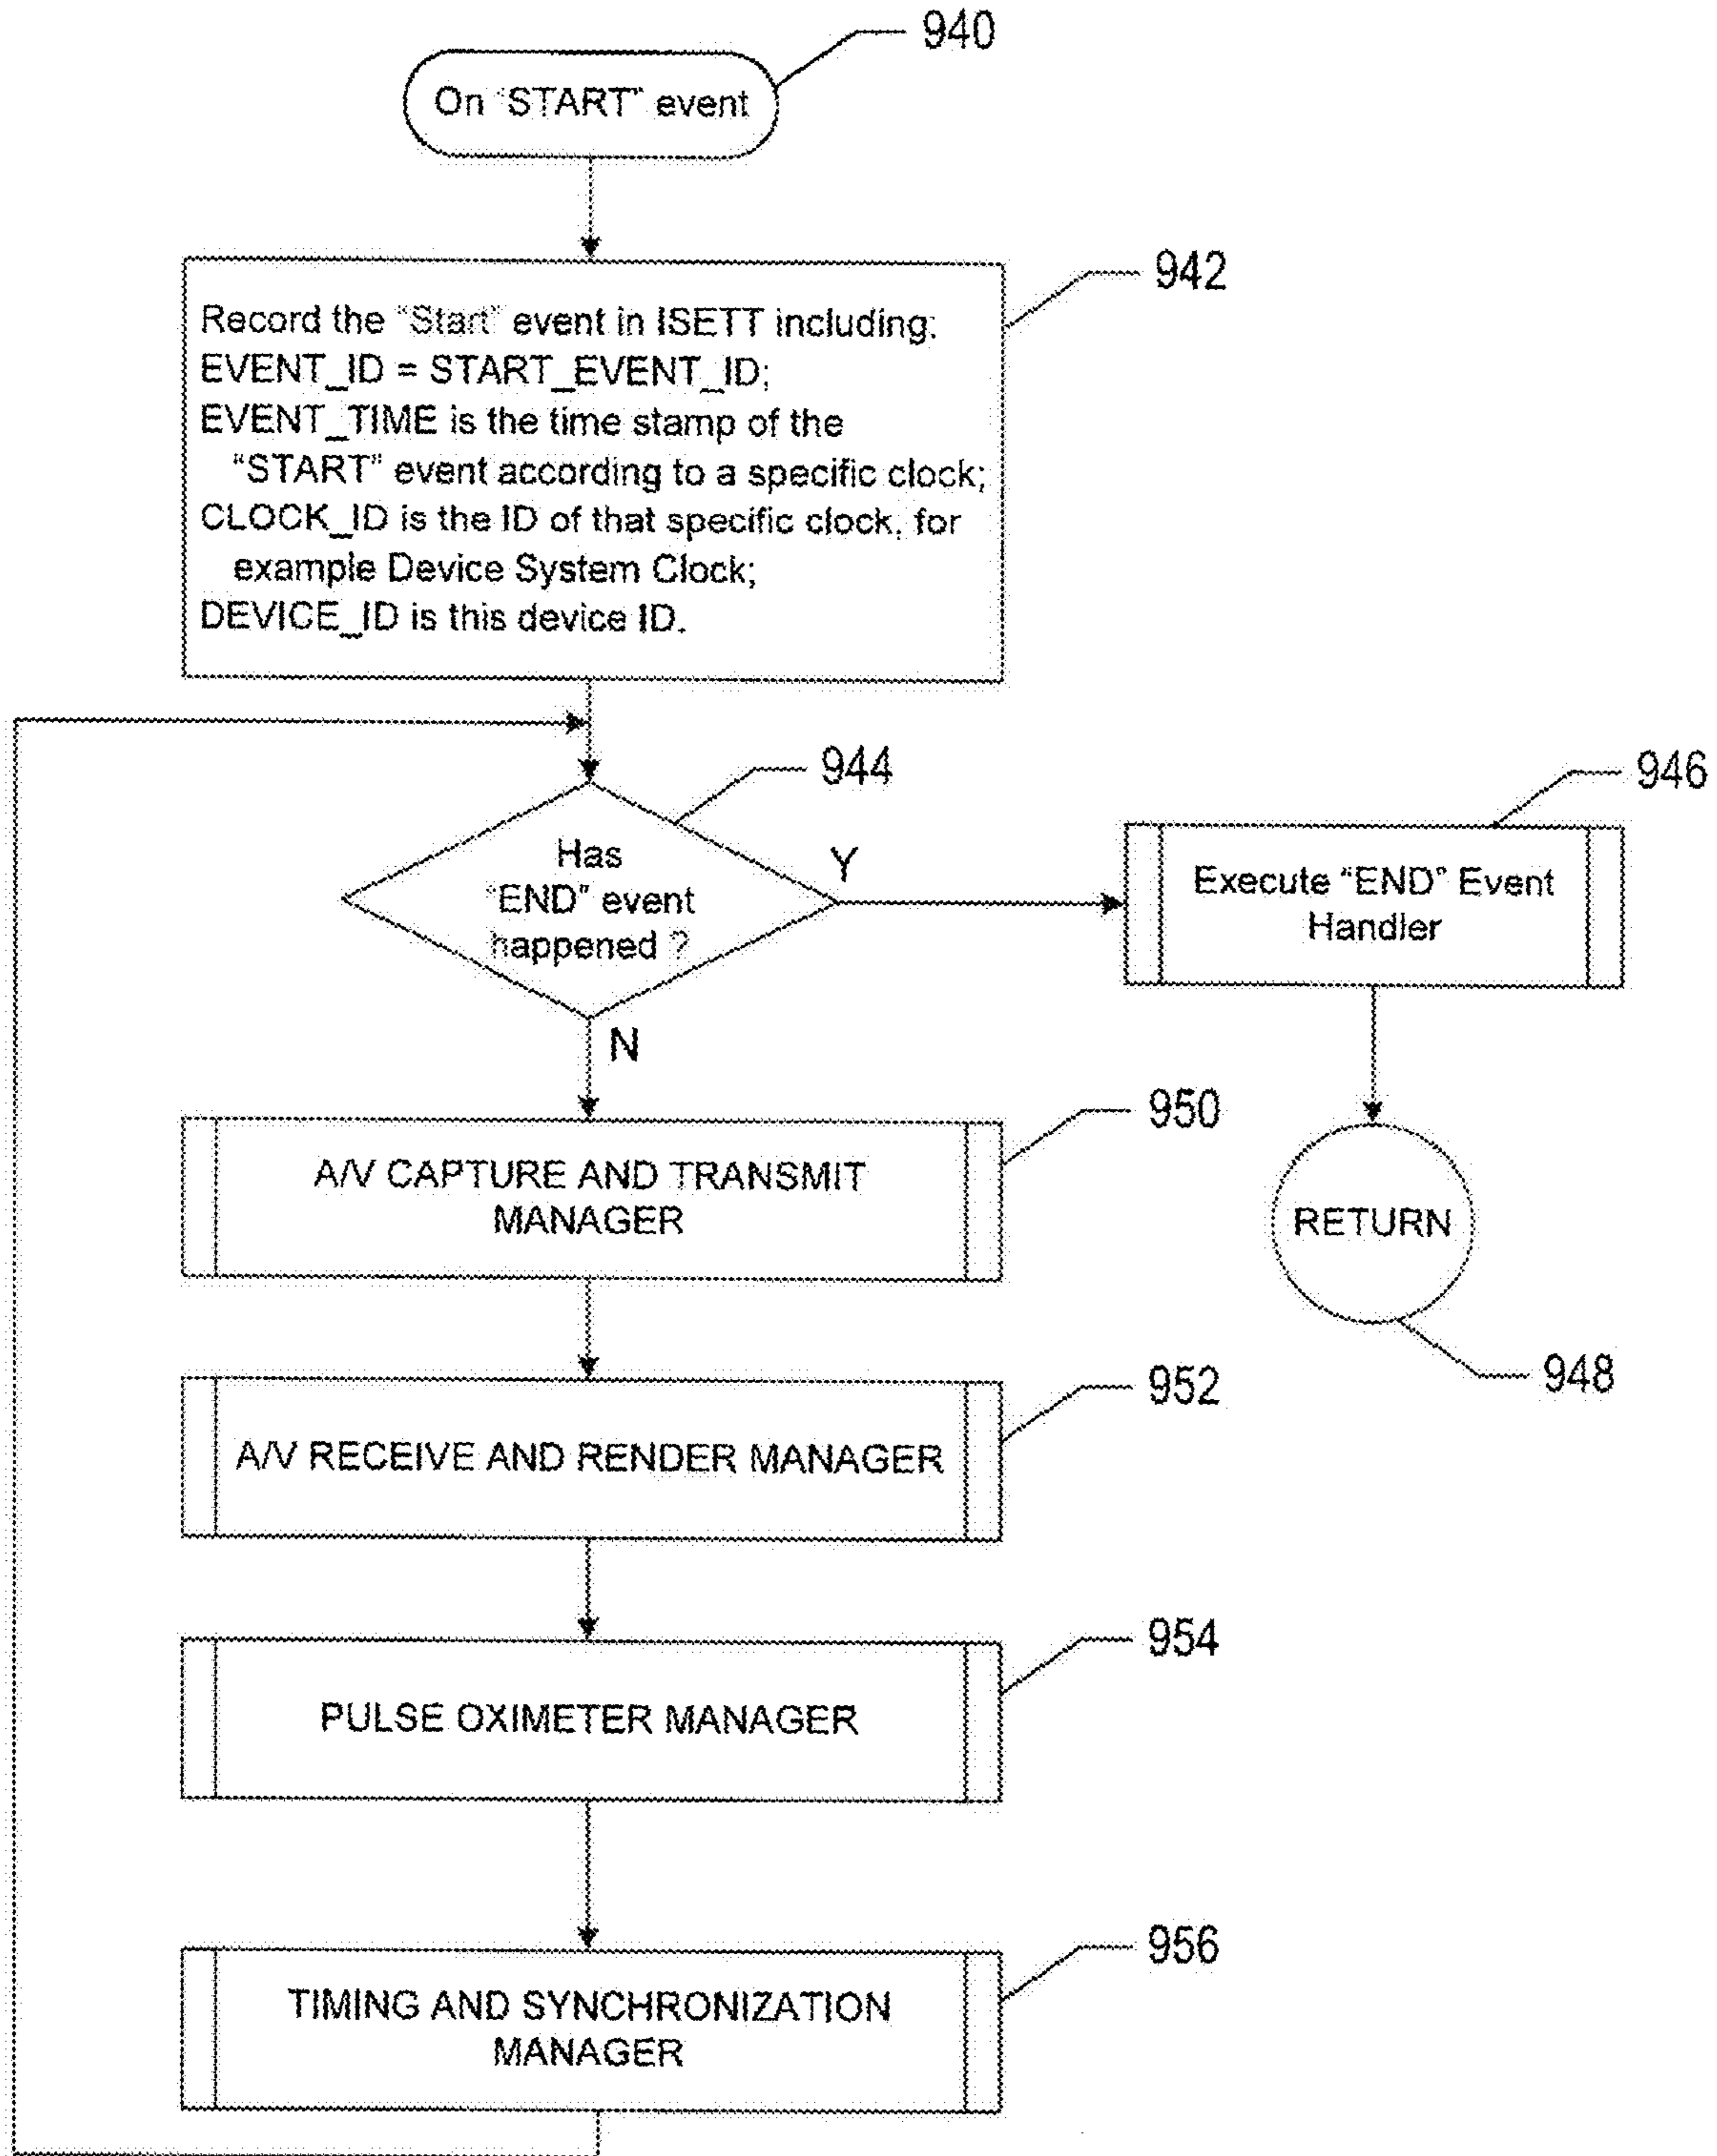 940
On "START" event
942
Record the "Start" event in ISETT including:
EVENT_ID = START_EVENT_ID;
EVENT_TIME is the time stamp of the
"START" event according to a specific clock;
CLOCK_ID is the ID of that specific clock, for
example Device System Clock;
DEVICE_ID is this device ID.
944
946
Has
"END" event
happened ?
Y
Execute "END" Event
Handler
N
950
A/V CAPTURE AND TRANSMIT
MANAGER
RETURN
948
952
A/V RECEIVE AND RENDER MANAGER
954
PULSE OXIMETER MANAGER
956
TIMING AND SYNCHRONIZATION
MANAGER